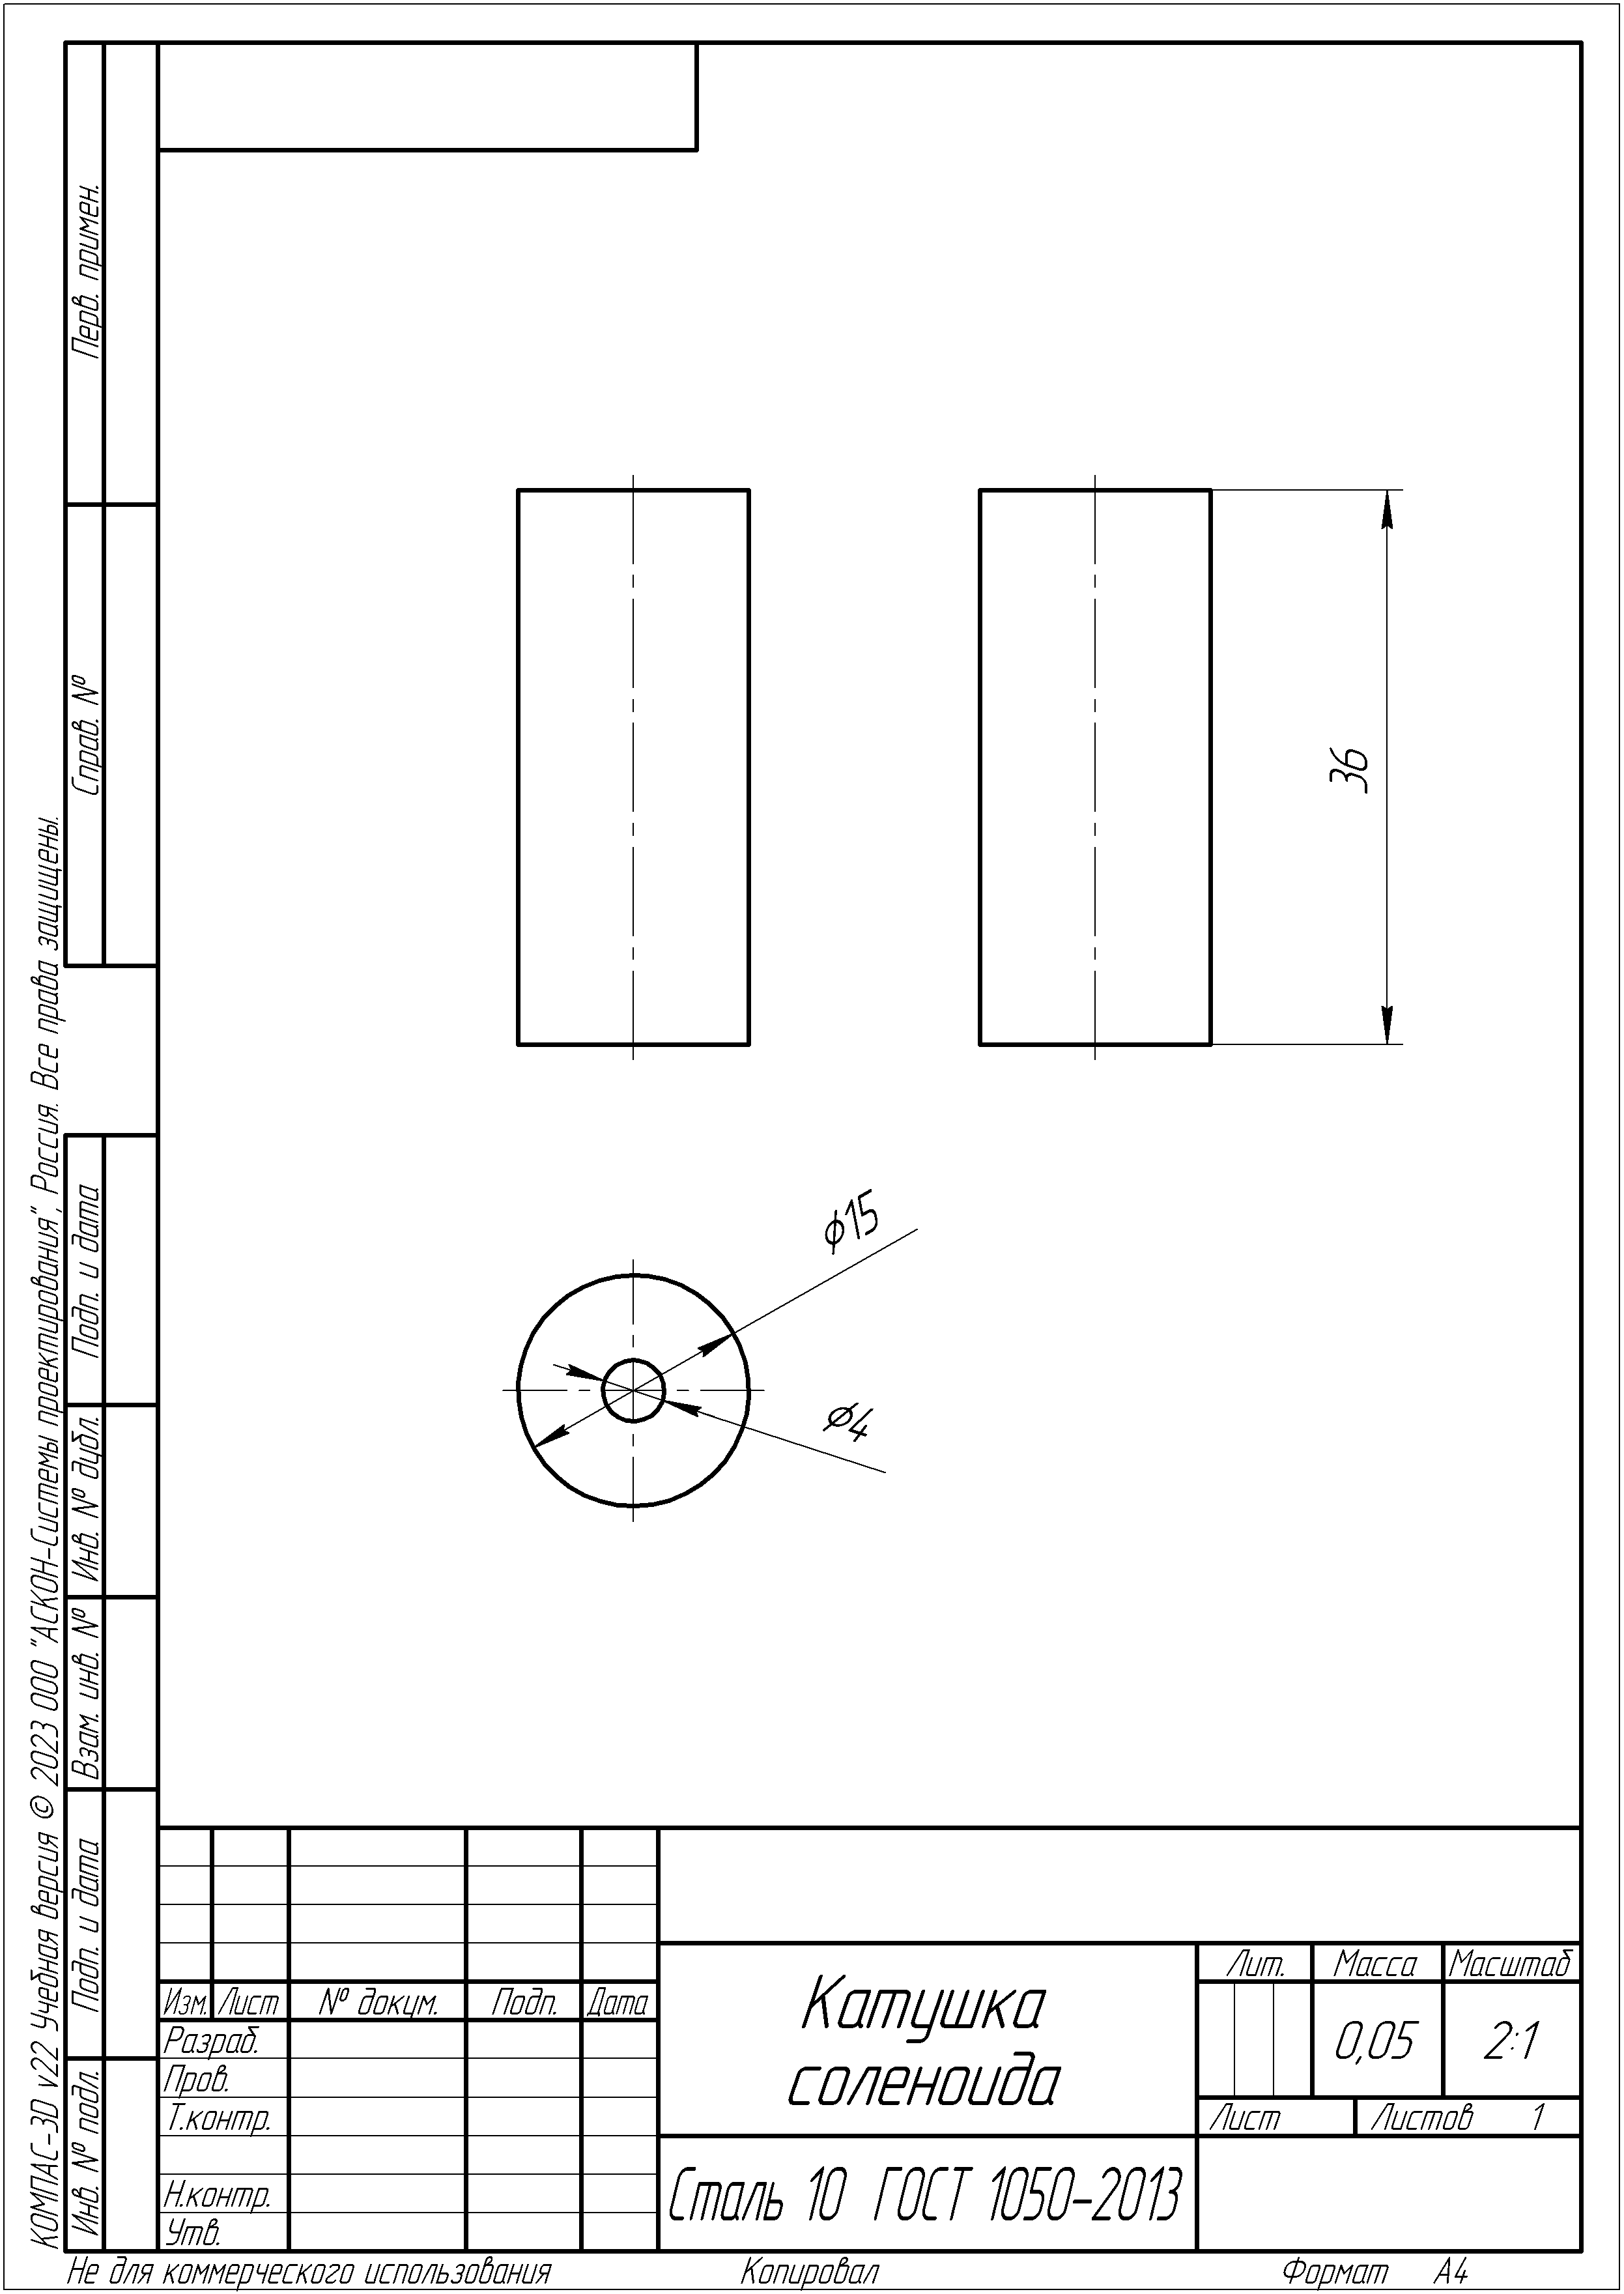 Перв. примен.
Справ. №
Подп. и дата
Инв. № дубл.
Взам. инв. №
Подп. и дата
Инв. № подл.
КОМПАС-3D v22 Учебная версия © 2023 ООО "АСКОН-Системы проектирования", Россия. Все права защищены.
36
⌀15
⌀4
Изм. Лист № докум. Подп. Дата
Разраб.
Пров.
Т.контр.
Н.контр.
Утв.
Катушка
соленоида
Сталь 10 ГОСТ 1050-2013
Лит. Масса Масштаб
0,05 2:1
Лист Листов 1
Не для коммерческого использования Копировал Формат А4